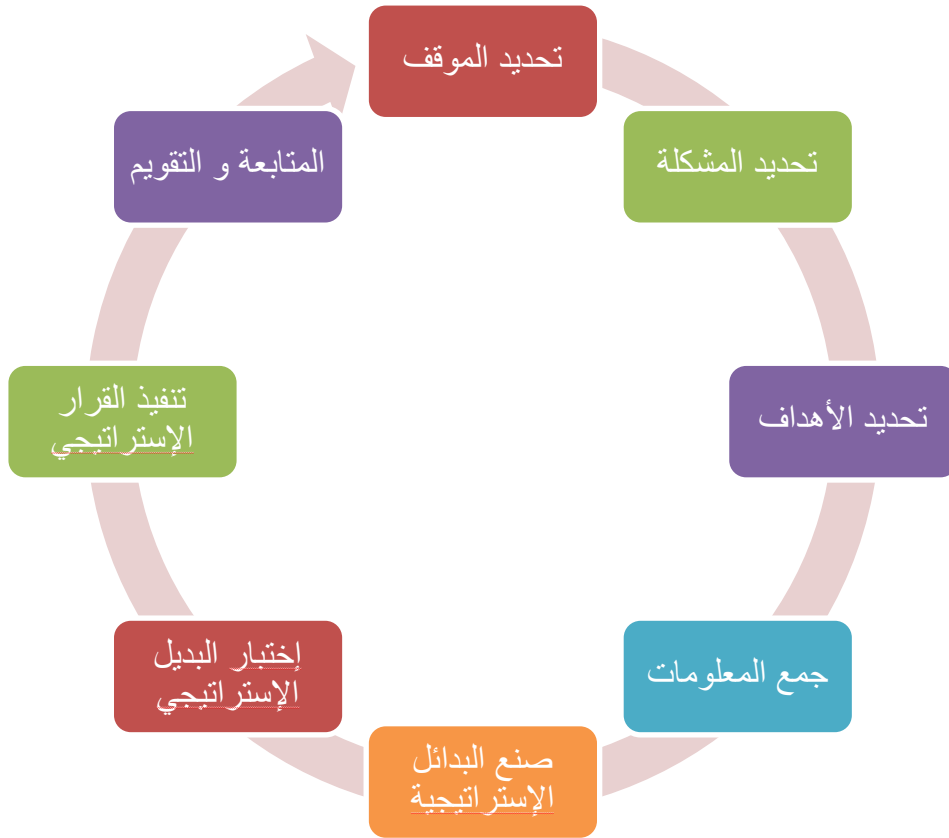 تحديد الموقف
تحديد المشكلة
تحديد الأهداف
جمع المعلومات
صنع البدائل
الإستراتيجية
إختبار البديل
الإستراتيجي
تنفيذ القرار
الإستراتيجي
المتابعة و التقويم